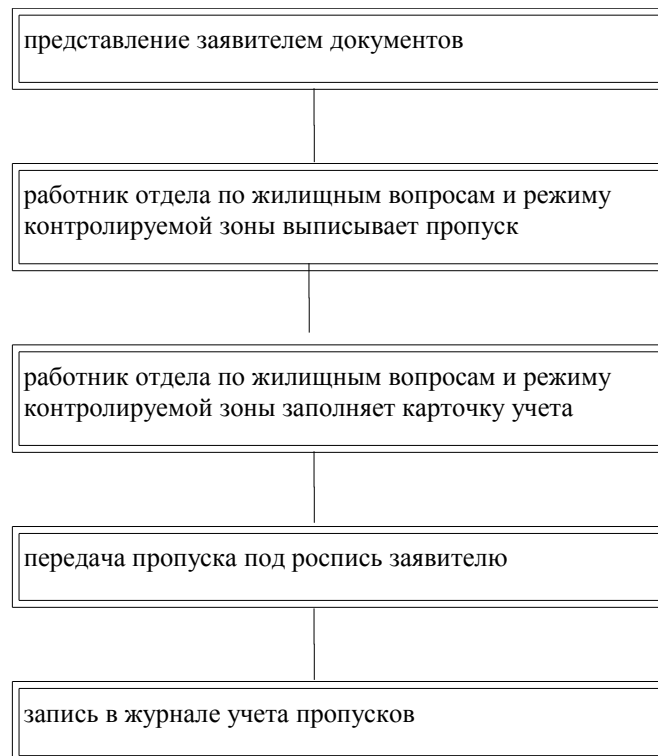 представление заявителем документов
работник отдела по жилищным вопросам и режиму
контролируемой зоны выписывает пропуск
работник отдела по жилищным вопросам и режиму
контролируемой зоны заполняет карточку учета
передача пропуска под роспись заявителю
запись в журнале учета пропусков